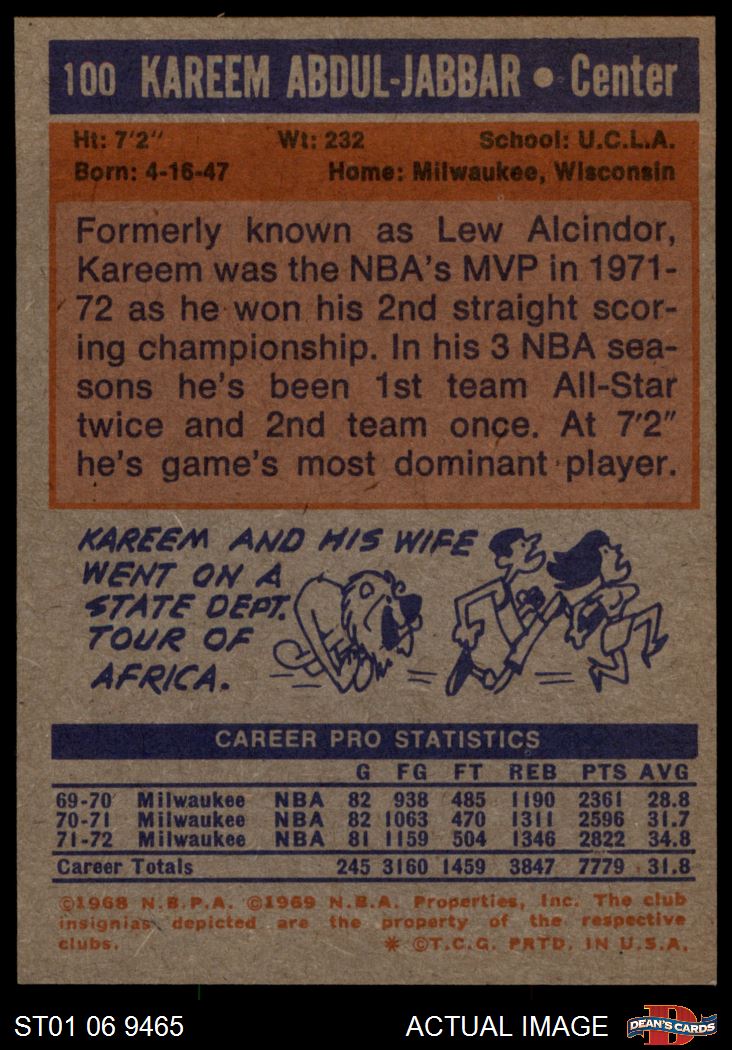 100 KAREEM ABDUL-JABBAR • Center
Ht: 7'2" Wt: 232 School: U.C.L.A.
Born: 4-16-47 Home: Milwaukee, Wisconsin
Formerly known as Lew Alcindor,
Kareem was the NBA's MVP in 1971-
72 as he won his 2nd straight scor-
ing championship. In his 3 NBA sea-
sons he's been 1st team All-Star
twice and 2nd team once. At 7'2"
he's game's most dominant player.
KAREEM AND HIS WIFE
WENT ON A
STATE DEPT.
TOUR OF
AFRICA.
CAREER PRO STATISTICS
G FG FT REB PTS AVG
69-70 Milwaukee NBA 82 938 485 1190 2361 28.8
70-71 Milwaukee NBA 82 1063 470 1311 2596 31.7
71-72 Milwaukee NBA 81 1159 504 1346 2822 34.8
Career Totals 245 3160 1459 3847 7779 31.8
©1968 N.B.P.A. ©1969 N.B.A. Properties, Inc. The club
insignias depicted are the property of the respective
clubs. * ©T.C.G. PRTD. IN U.S.A.
ST01 06 9465 ACTUAL IMAGE D DEAN'S CARDS